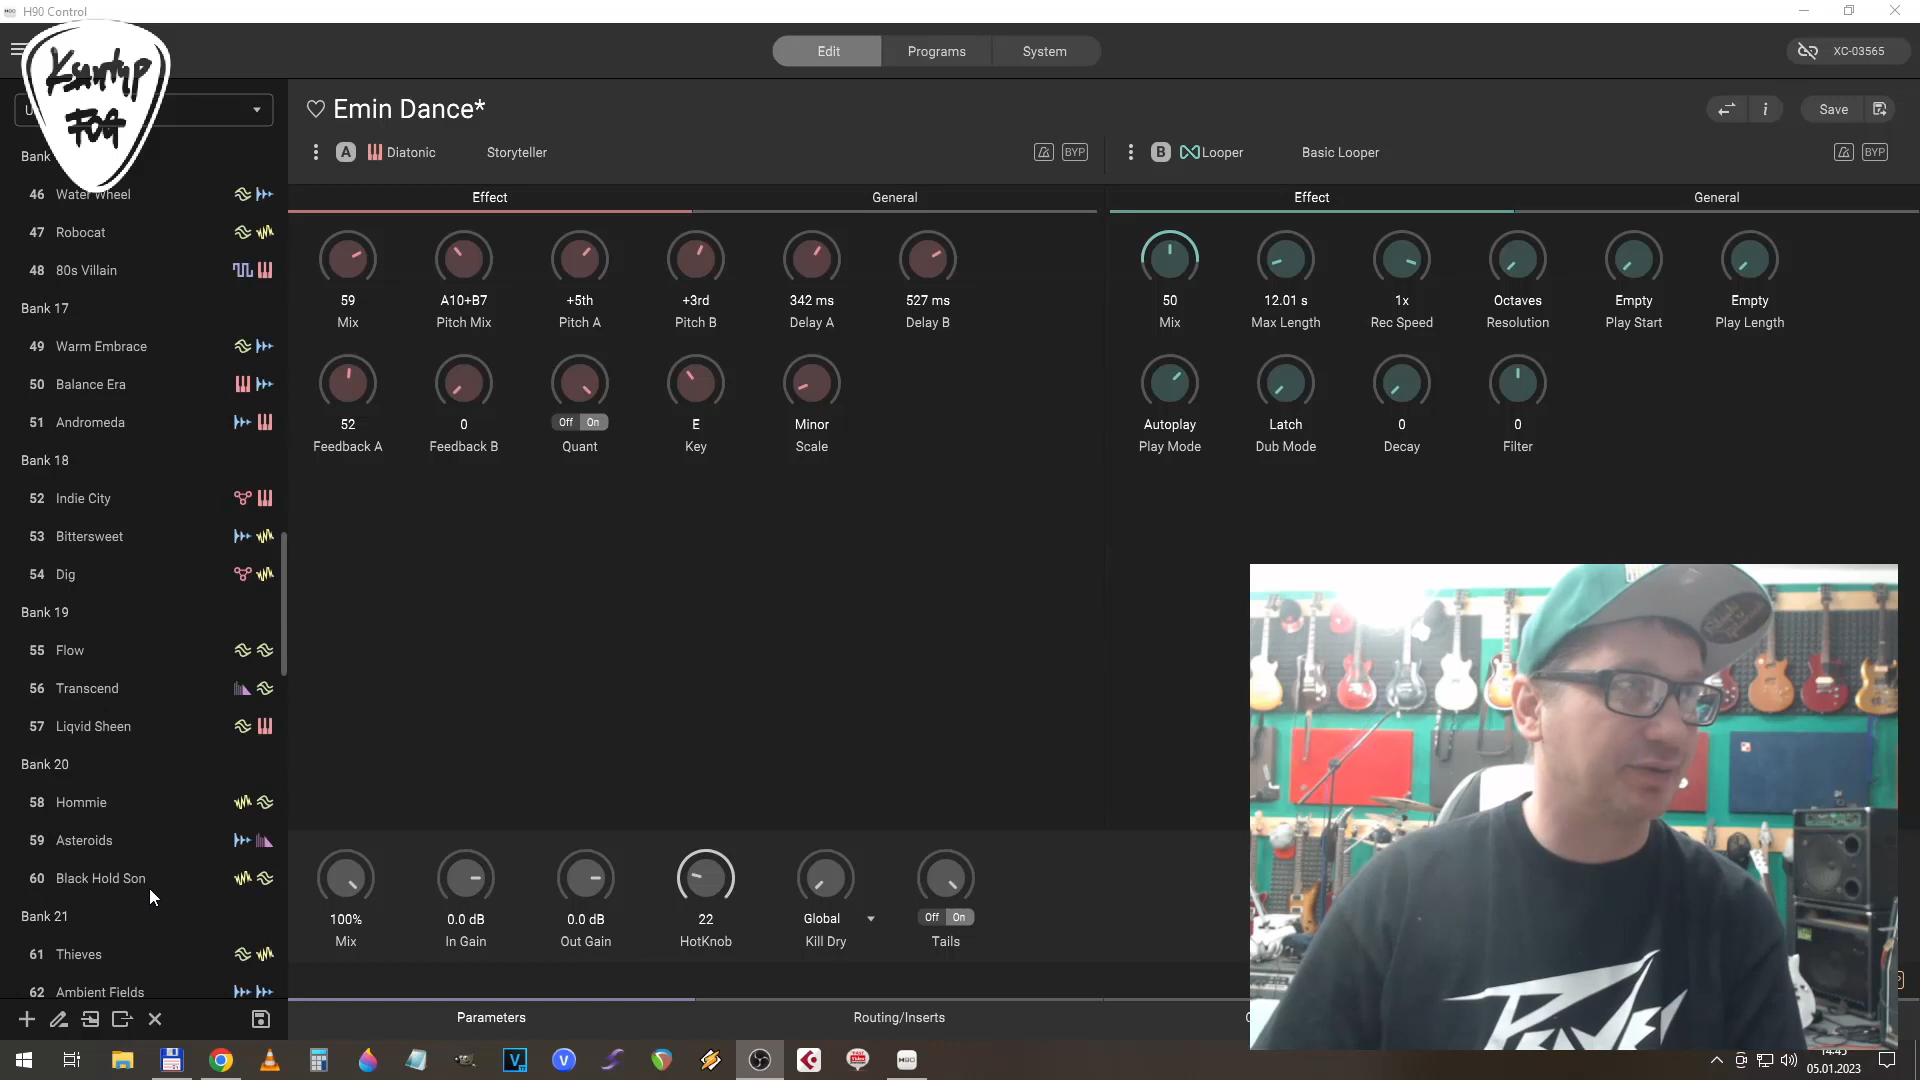 H90 Control
Ksantyp
FOG
Edit
Programs
System
XC-03565
Emin Dance*
Save
A
Diatonic
Storyteller
BYP
B
Looper
Basic Looper
BYP
Effect
General
Effect
General
59
A10+B7
+5th
+3rd
342 ms
527 ms
Mix
Pitch Mix
Pitch A
Pitch B
Delay A
Delay B
52
0
Off On
E
Minor
Feedback A
Feedback B
Quant
Key
Scale
50
12.01 s
1x
Octaves
Empty
Empty
Mix
Max Length
Rec Speed
Resolution
Play Start
Play Length
Autoplay
Latch
0
0
Play Mode
Dub Mode
Decay
Filter
Bank
46 Water Wheel
47 Robocat
48 80s Villain
Bank 17
49 Warm Embrace
50 Balance Era
51 Andromeda
Bank 18
52 Indie City
53 Bittersweet
54 Dig
Bank 19
55 Flow
56 Transcend
57 Liqvid Sheen
Bank 20
58 Hommie
59 Asteroids
60 Black Hold Son
Bank 21
61 Thieves
62 Ambient Fields
100%
0.0 dB
0.0 dB
22
Global
Off On
Mix
In Gain
Out Gain
HotKnob
Kill Dry
Tails
Parameters
Routing/Inserts
H90
05.01.2023